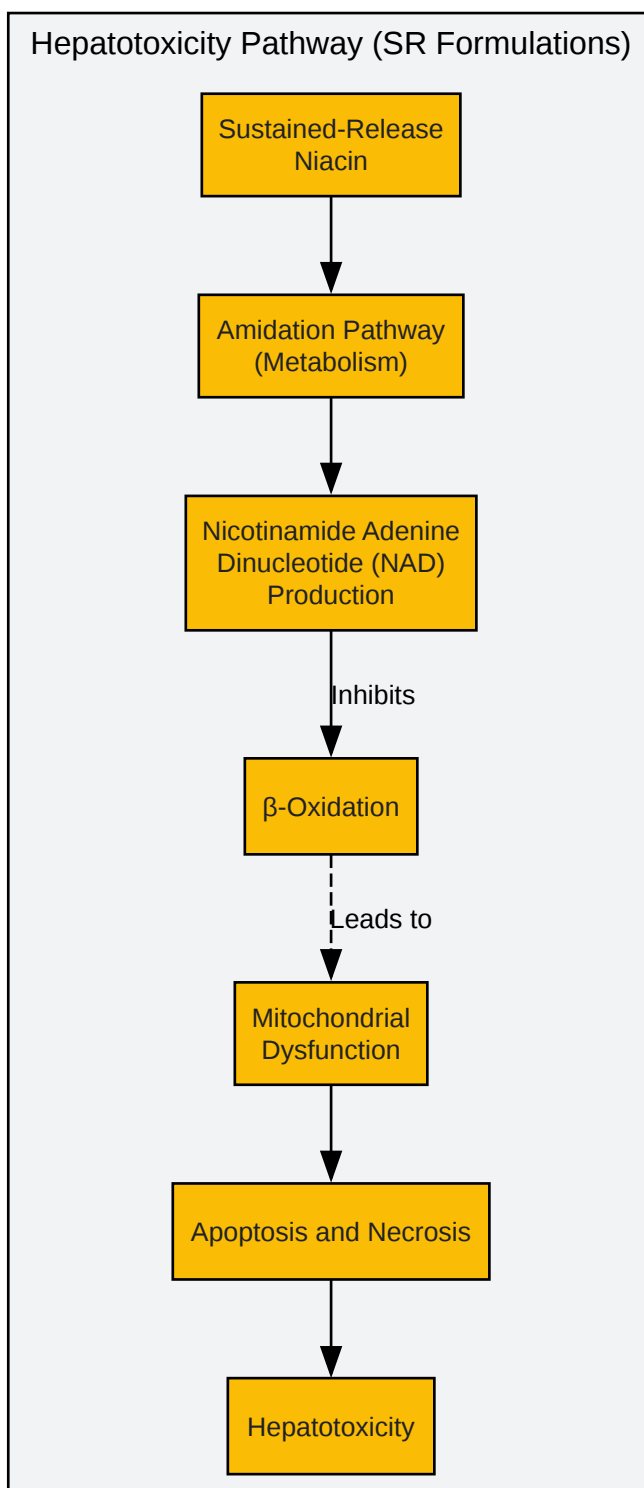 Hepatotoxicity Pathway (SR Formulations)
Sustained-Release
Niacin
Amidation Pathway
(Metabolism)
Nicotinamide Adenine
Dinucleotide (NAD)
Production
Inhibits
β-Oxidation
Leads to
Mitochondrial
Dysfunction
Apoptosis and Necrosis
Hepatotoxicity